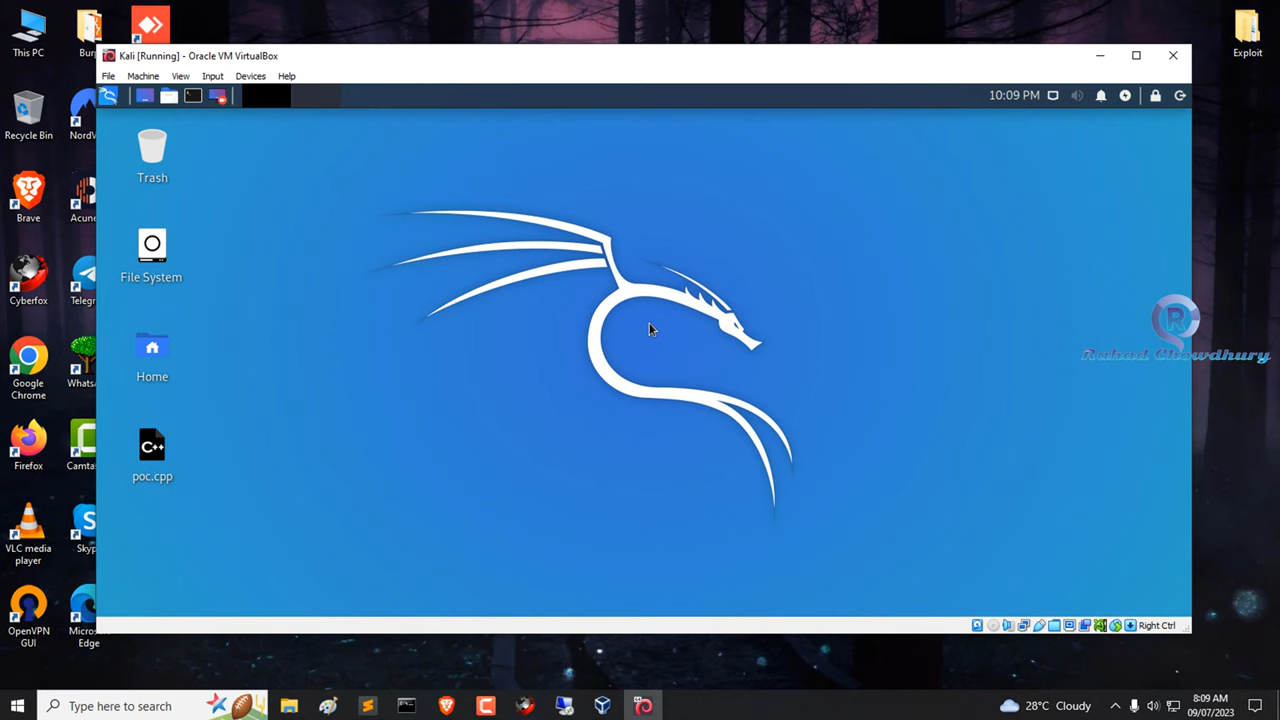 This PC
Burp
Exploit
Kali [Running] - Oracle VM VirtualBox
File Machine View Input Devices Help
10:09 PM
Recycle Bin
NordV
Trash
Brave
Acune
File System
Cyberfox
Telegr
R
Rahad Chowdhury
Google
Chrome
Whats
Home
Firefox
Camta
C++
poc.cpp
VLC media
player
Skyp
OpenVPN
GUI
Micros
Edge
Right Ctrl
Type here to search
28°C Cloudy
8:09 AM
09/07/2023